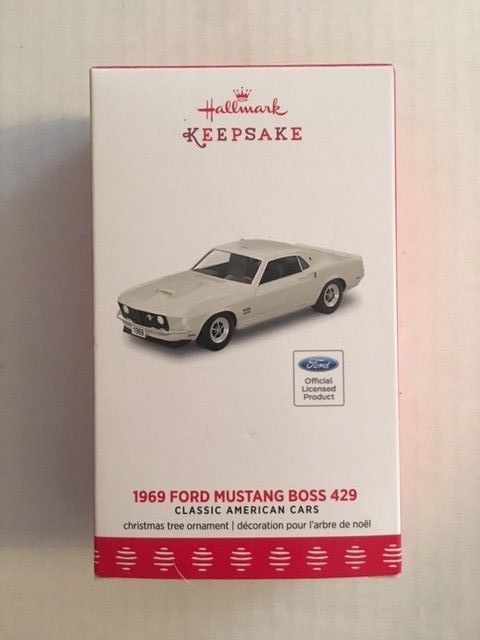 Hallmark
KEEPSAKE
1969
Ford
Official
Licensed
Product
1969 FORD MUSTANG BOSS 429
CLASSIC AMERICAN CARS
christmas tree ornament | décoration pour l'arbre de noël